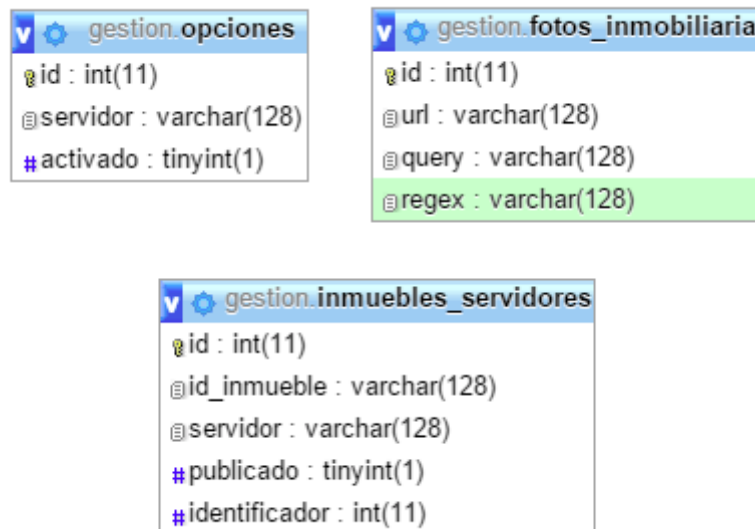 v gestion.opciones
id : int(11)
servidor : varchar(128)
# activado : tinyint(1)
v gestion.fotos_inmobiliaria
id : int(11)
url : varchar(128)
query : varchar(128)
regex : varchar(128)
v gestion.inmuebles_servidores
id : int(11)
id_inmueble : varchar(128)
servidor : varchar(128)
# publicado : tinyint(1)
# identificador : int(11)